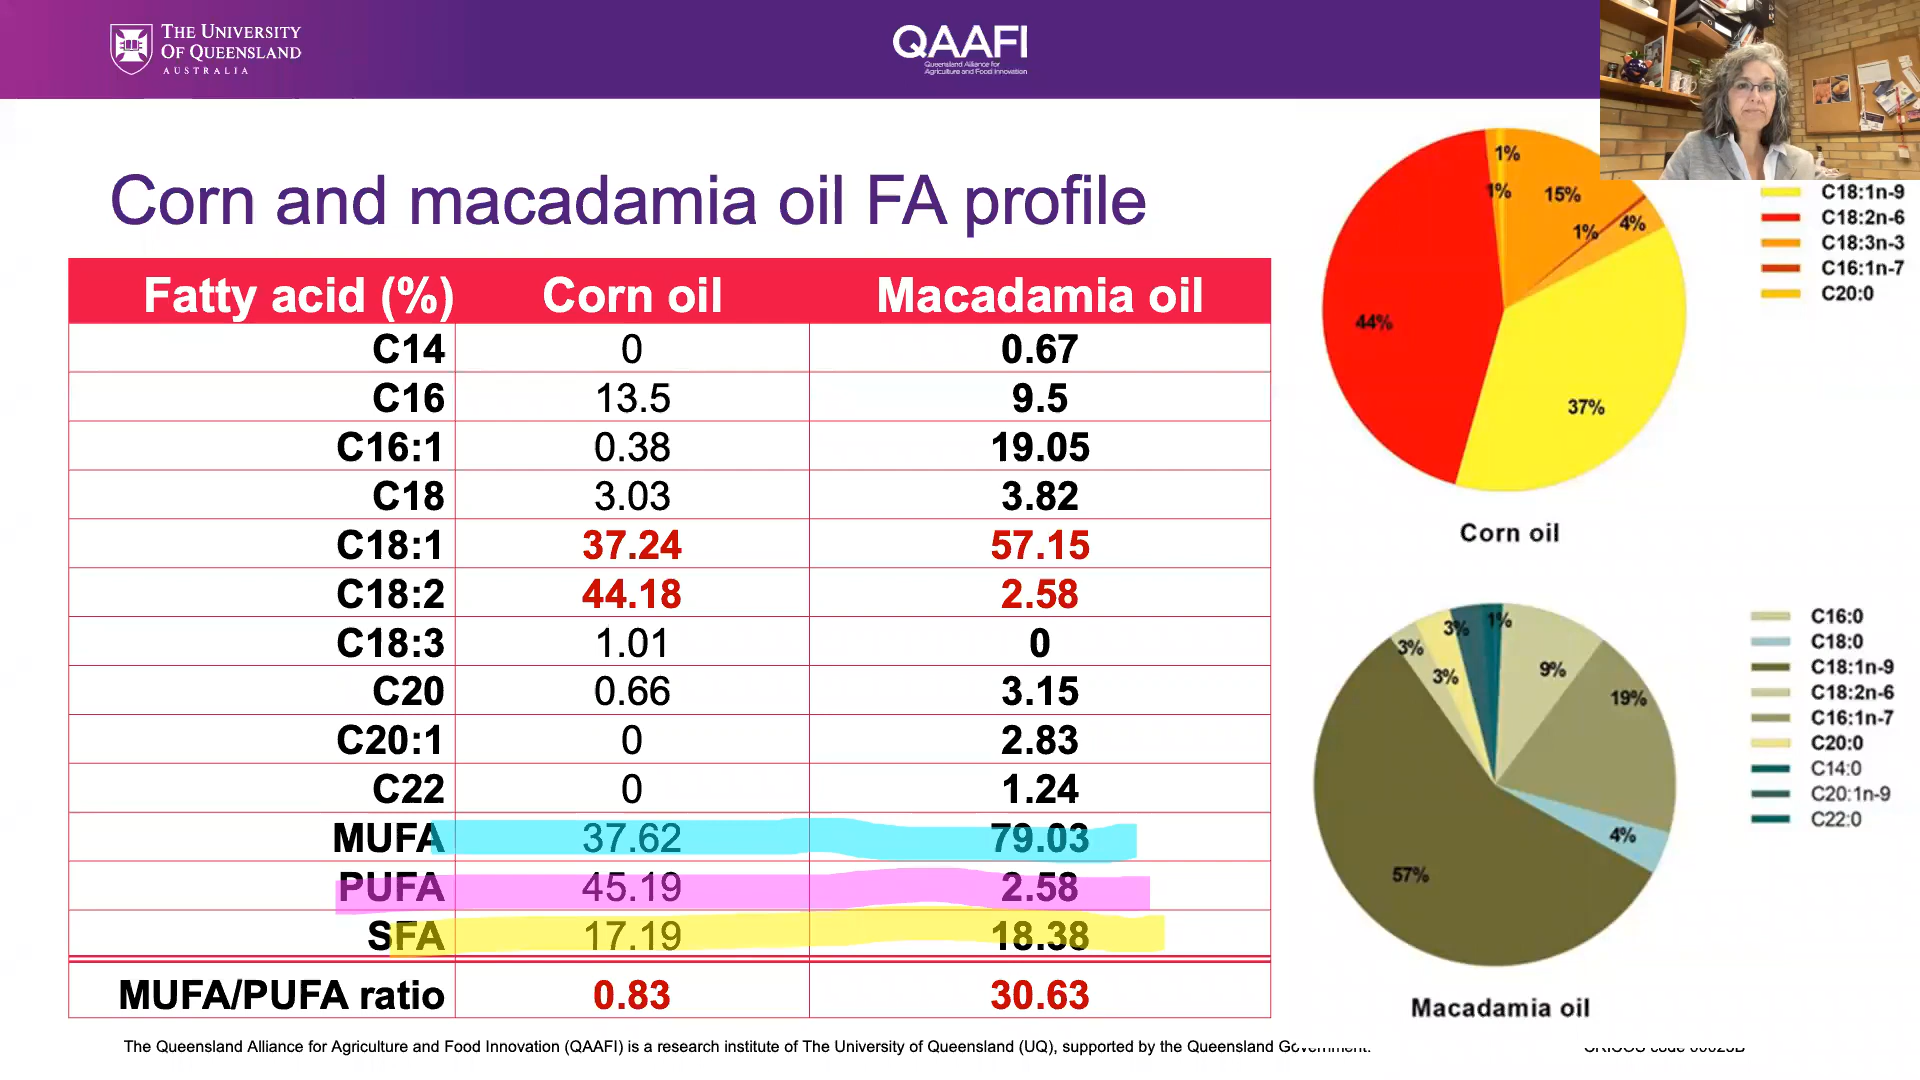 THE UNIVERSITY
OF QUEENSLAND
AUSTRALIA
QAAFI
Queensland Alliance for
Agriculture and Food Innovation
Corn and macadamia oil FA profile
Fatty acid (%) Corn oil Macadamia oil
C14 0 0.67
C16 13.5 9.5
C16:1 0.38 19.05
C18 3.03 3.82
C18:1 37.24 57.15
C18:2 44.18 2.58
C18:3 1.01 0
C20 0.66 3.15
C20:1 0 2.83
C22 0 1.24
MUFA 37.62 79.03
PUFA 45.19 2.58
SFA 17.19 18.38
MUFA/PUFA ratio 0.83 30.63
1%
1%
15%
1%
4%
44%
37%
Corn oil
C18:1n-9
C18:2n-6
C18:3n-3
C16:1n-7
C20:0
3%
3%
3%
1%
9%
19%
4%
57%
Macadamia oil
C16:0
C18:0
C18:1n-9
C18:2n-6
C16:1n-7
C20:0
C14:0
C20:1n-9
C22:0
The Queensland Alliance for Agriculture and Food Innovation (QAAFI) is a research institute of The University of Queensland (UQ), supported by the Queensland Government.